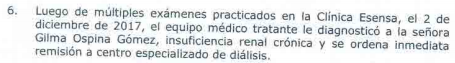 6. Luego de múltiples exámenes practicados en la Clínica Esensa, el 2 de
diciembre de 2017, el equipo médico tratante le diagnosticó a la señora
Gilma Ospina Gómez, insuficiencia renal crónica y se ordena inmediata
remisión a centro especializado de diálisis.